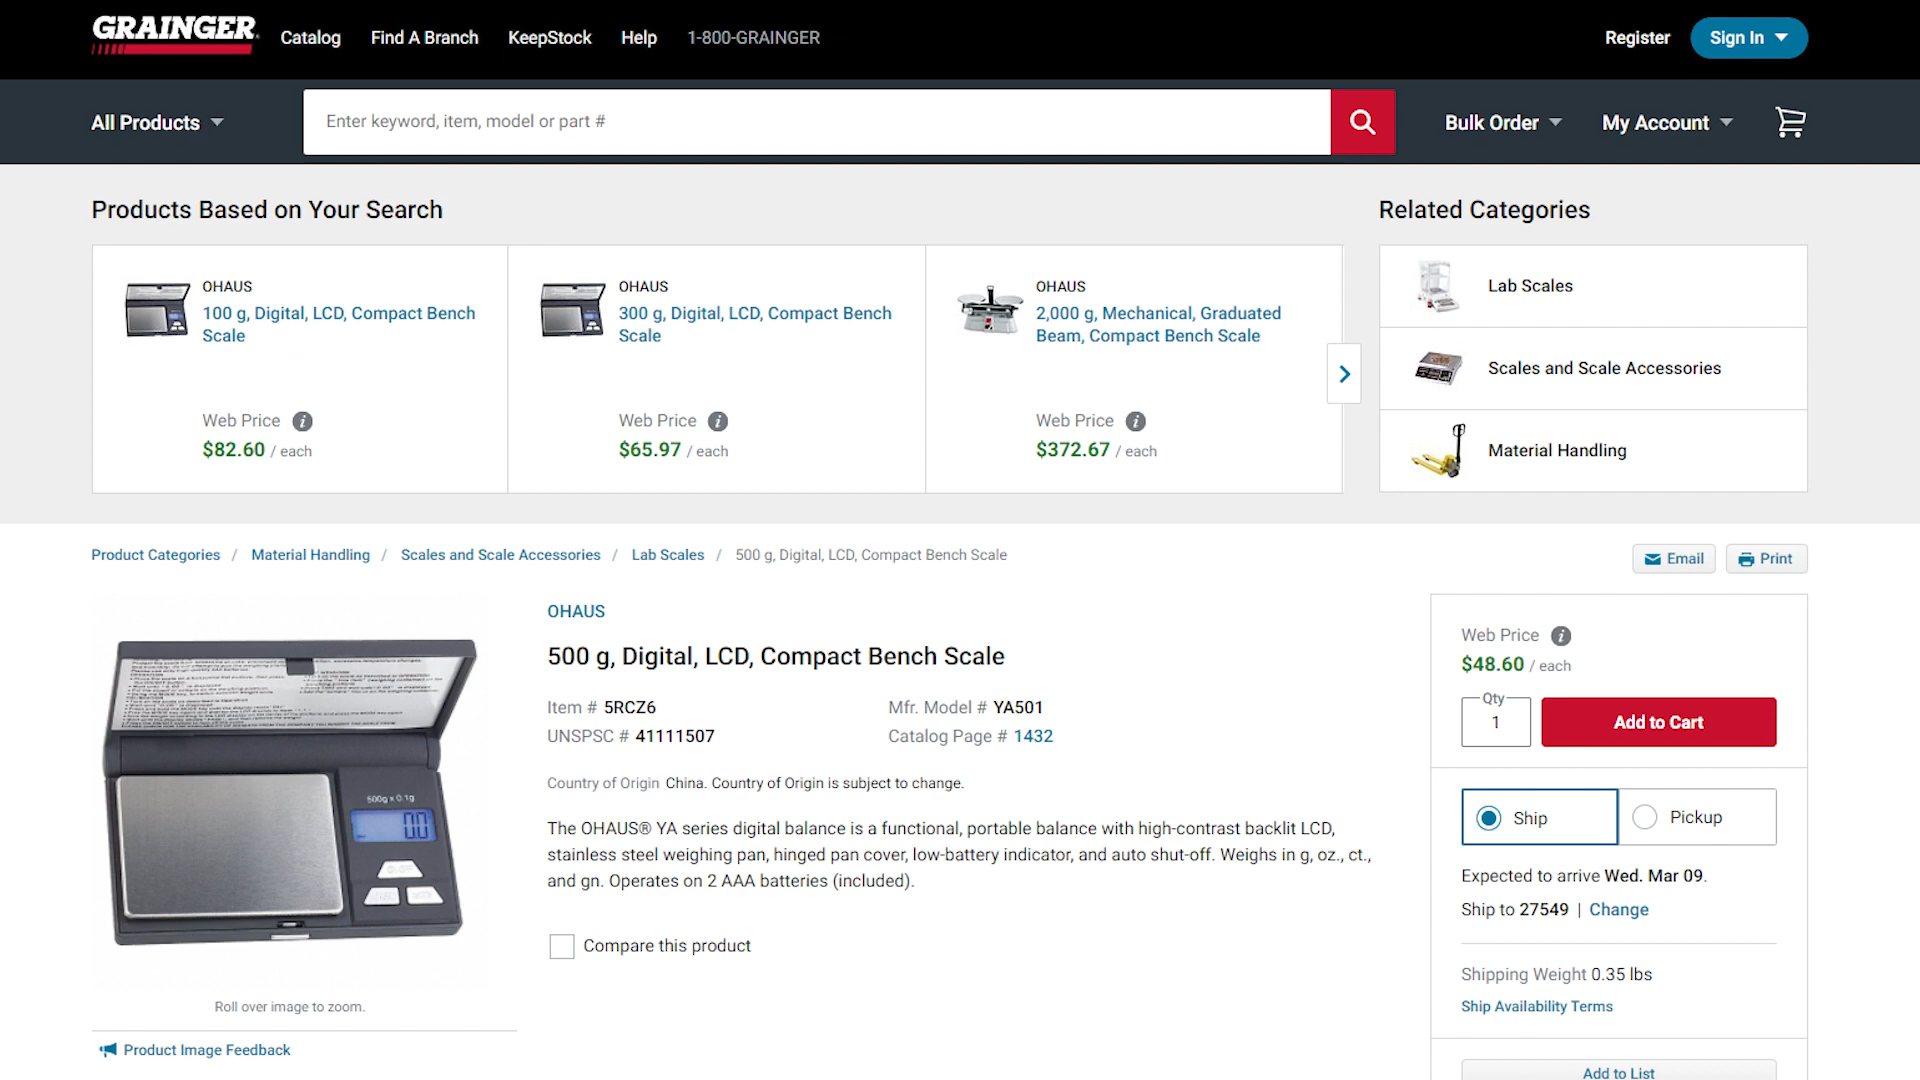 GRAINGER
Catalog
Find A Branch
KeepStock
Help
1-800-GRAINGER
Register
Sign In
All Products
Enter keyword, item, model or part #
Bulk Order
My Account
Products Based on Your Search
Related Categories
OHAUS
100 g, Digital, LCD, Compact Bench
Scale
Web Price
$82.60 / each
OHAUS
300 g, Digital, LCD, Compact Bench
Scale
Web Price
$65.97 / each
OHAUS
2,000 g, Mechanical, Graduated
Beam, Compact Bench Scale
Web Price
$372.67 / each
Lab Scales
Scales and Scale Accessories
Material Handling
Product Categories / Material Handling / Scales and Scale Accessories / Lab Scales / 500 g, Digital, LCD, Compact Bench Scale
Email
Print
500g x 0.1g
0.0
Roll over image to zoom.
Product Image Feedback
OHAUS
500 g, Digital, LCD, Compact Bench Scale
Item # 5RCZ6
Mfr. Model # YA501
UNSPSC # 41111507
Catalog Page # 1432
Country of Origin China. Country of Origin is subject to change.
The OHAUS® YA series digital balance is a functional, portable balance with high-contrast backlit LCD,
stainless steel weighing pan, hinged pan cover, low-battery indicator, and auto shut-off. Weighs in g, oz., ct.,
and gn. Operates on 2 AAA batteries (included).
Compare this product
Web Price
$48.60 / each
Qty
1
Add to Cart
Ship
Pickup
Expected to arrive Wed. Mar 09.
Ship to 27549 | Change
Shipping Weight 0.35 lbs
Ship Availability Terms
Add to List